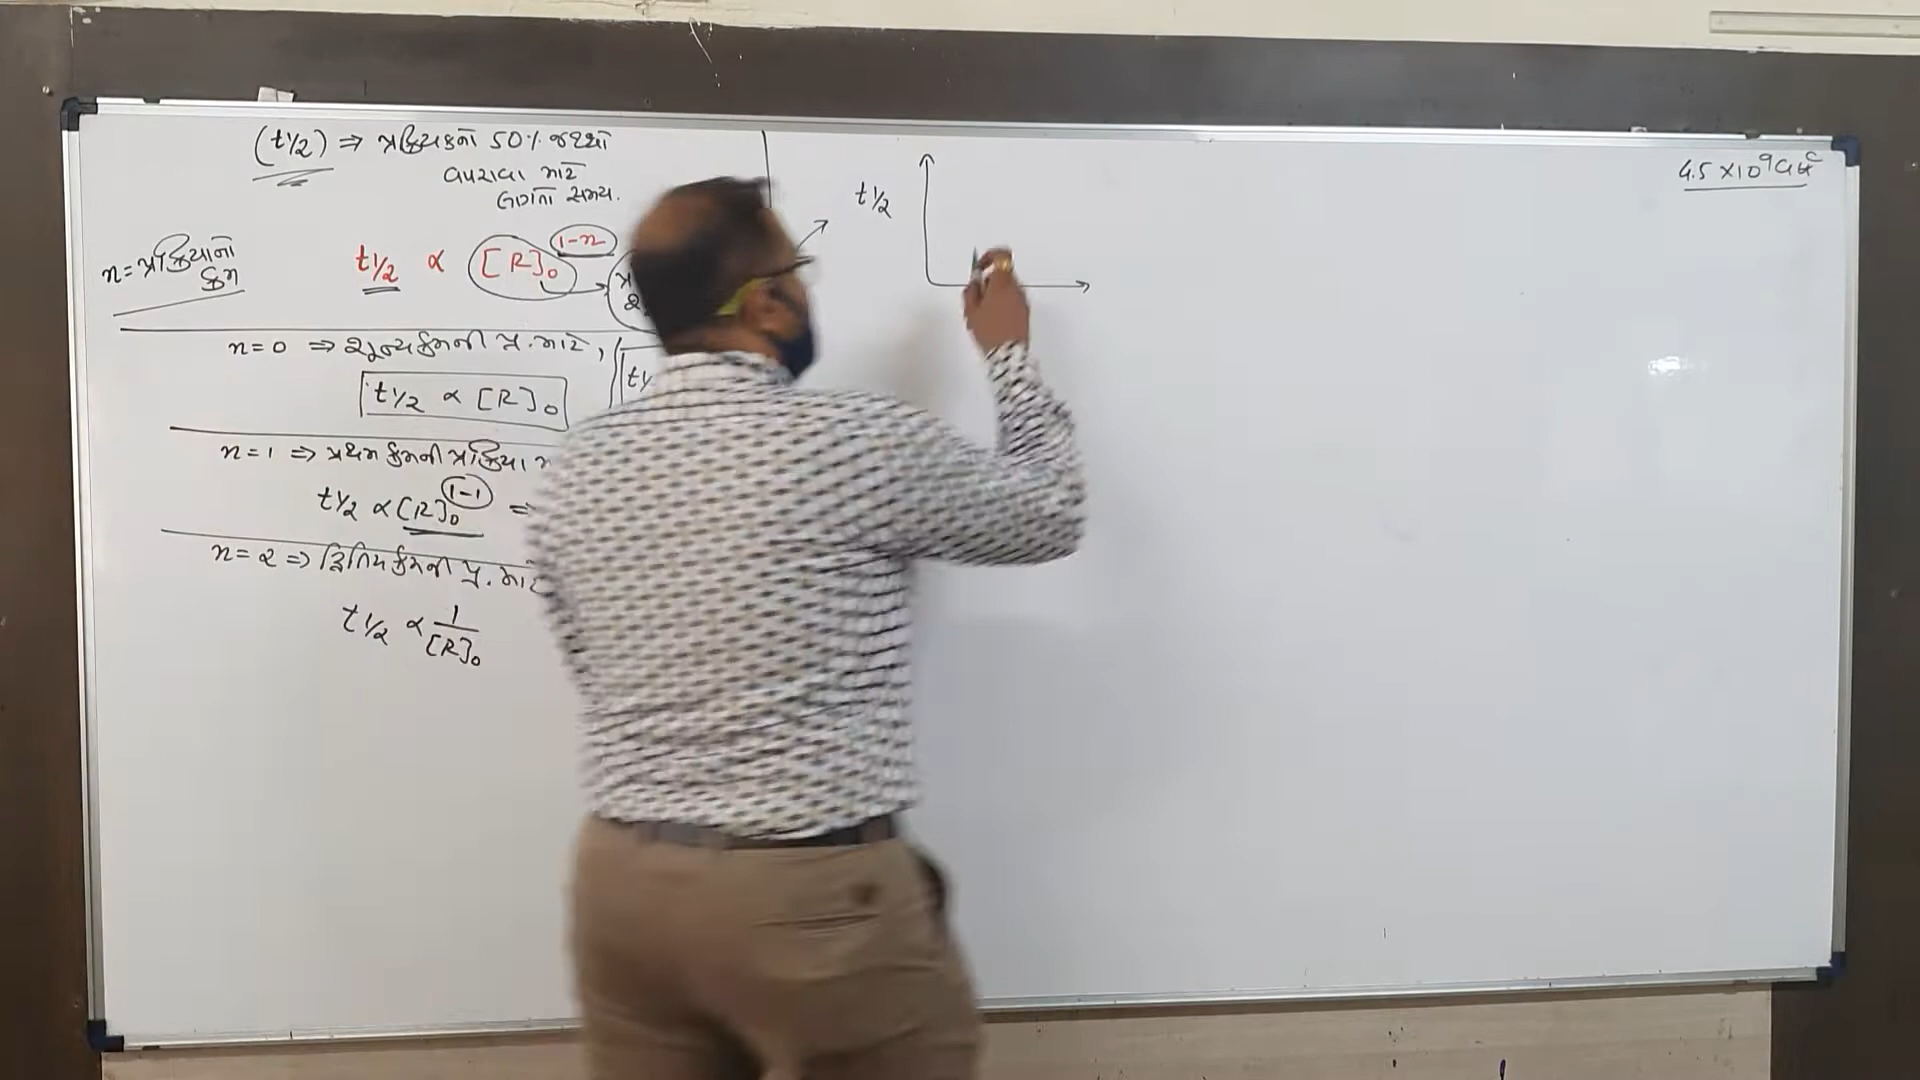 (t1/2) ⇒ પ્રક્રિયકનો 50% જથ્થો
વપરાવા માટે
લાગતો સમય.
n = પ્રક્રિયાનો
ક્રમ
t1/2 ∝ [R]₀^(1-n)
n = 0 ⇒ શૂન્યક્રમની પ્ર. માટે,
t1/2 ∝ [R]₀
n = 1 ⇒ પ્રથમ ક્રમની પ્રક્રિયા
t1/2 ∝ [R]₀^(1-1) ⇒
n = 2 ⇒ દ્વિતિય ક્રમની પ્ર. માટે
t1/2 ∝ 1/[R]₀
t1/2
4.5 × 10⁹ વર્ષ